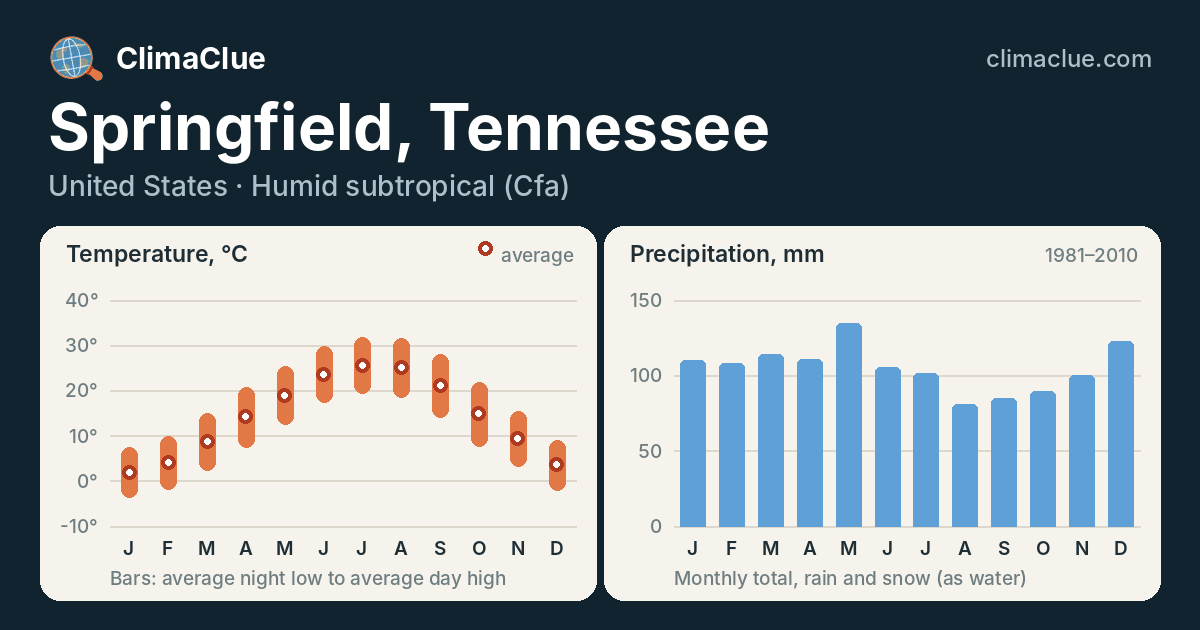 ClimaClue
climaclue.com
Springfield, Tennessee
United States · Humid subtropical (Cfa)
Temperature, °C
average
40°
30°
20°
10°
0°
-10°
J F M A M J J A S O N D
Bars: average night low to average day high
Precipitation, mm
1981–2010
150
100
50
0
J F M A M J J A S O N D
Monthly total, rain and snow (as water)